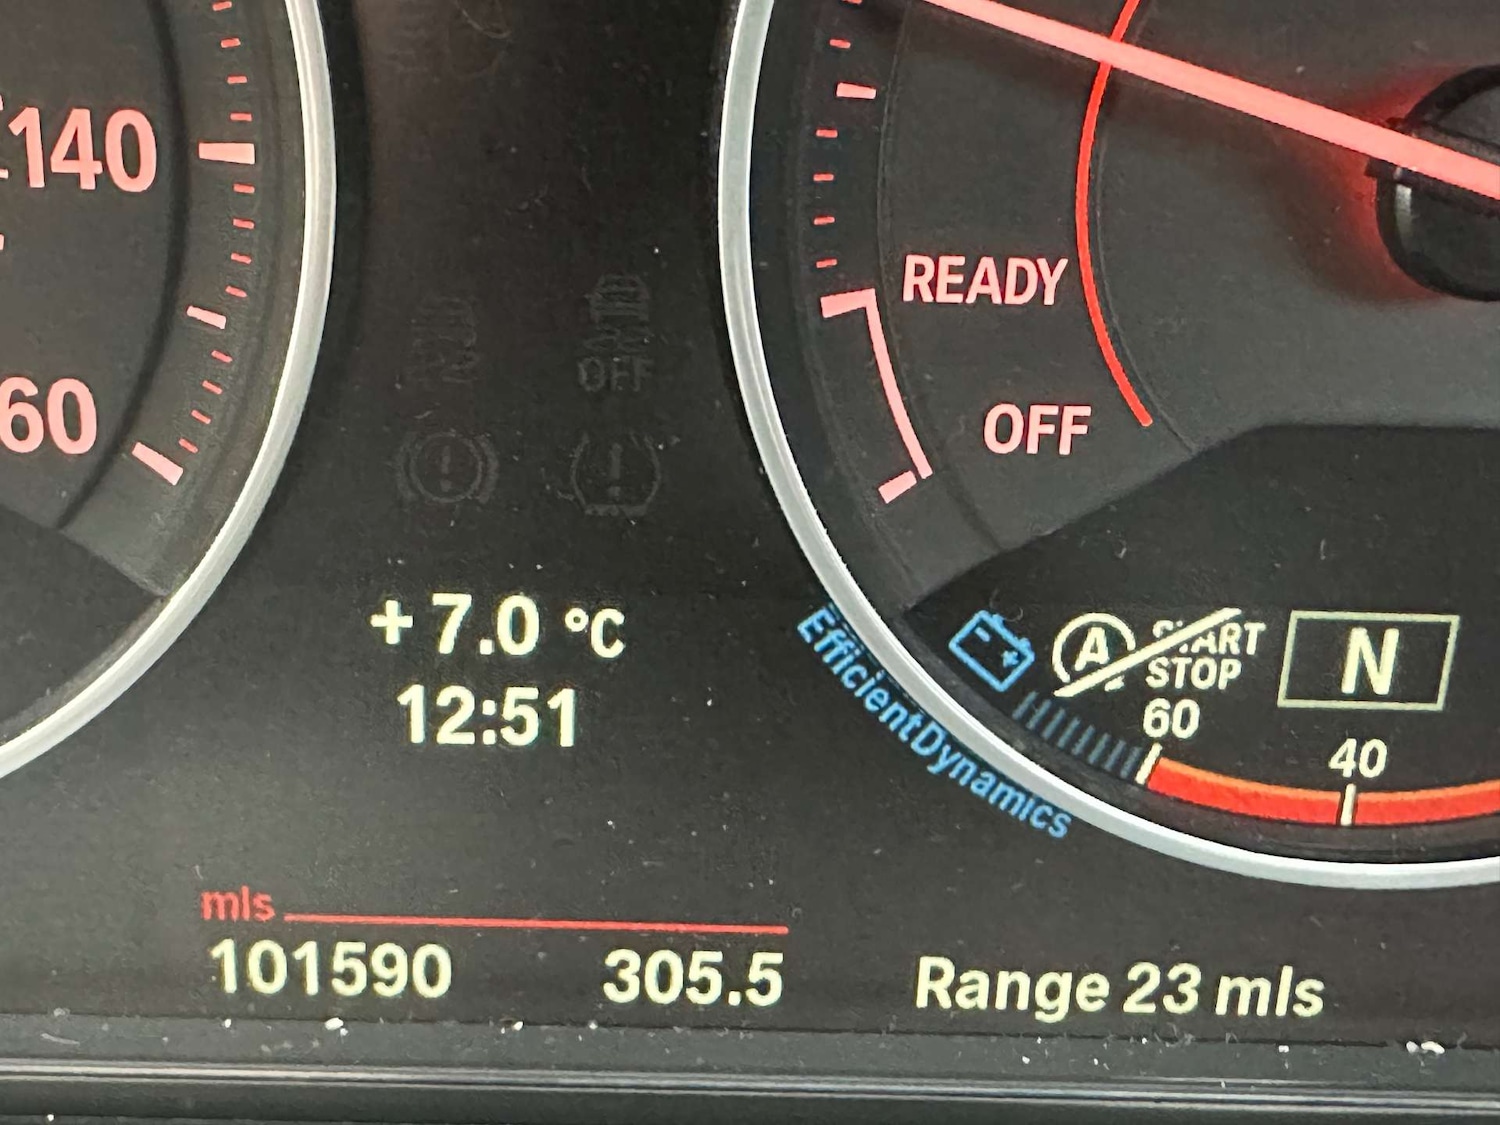 140
60
READY
OFF
OFF
+7.0 °C
12:51
EfficientDynamics
A
START
STOP
N
60
40
mls
101590 305.5
Range 23 mls